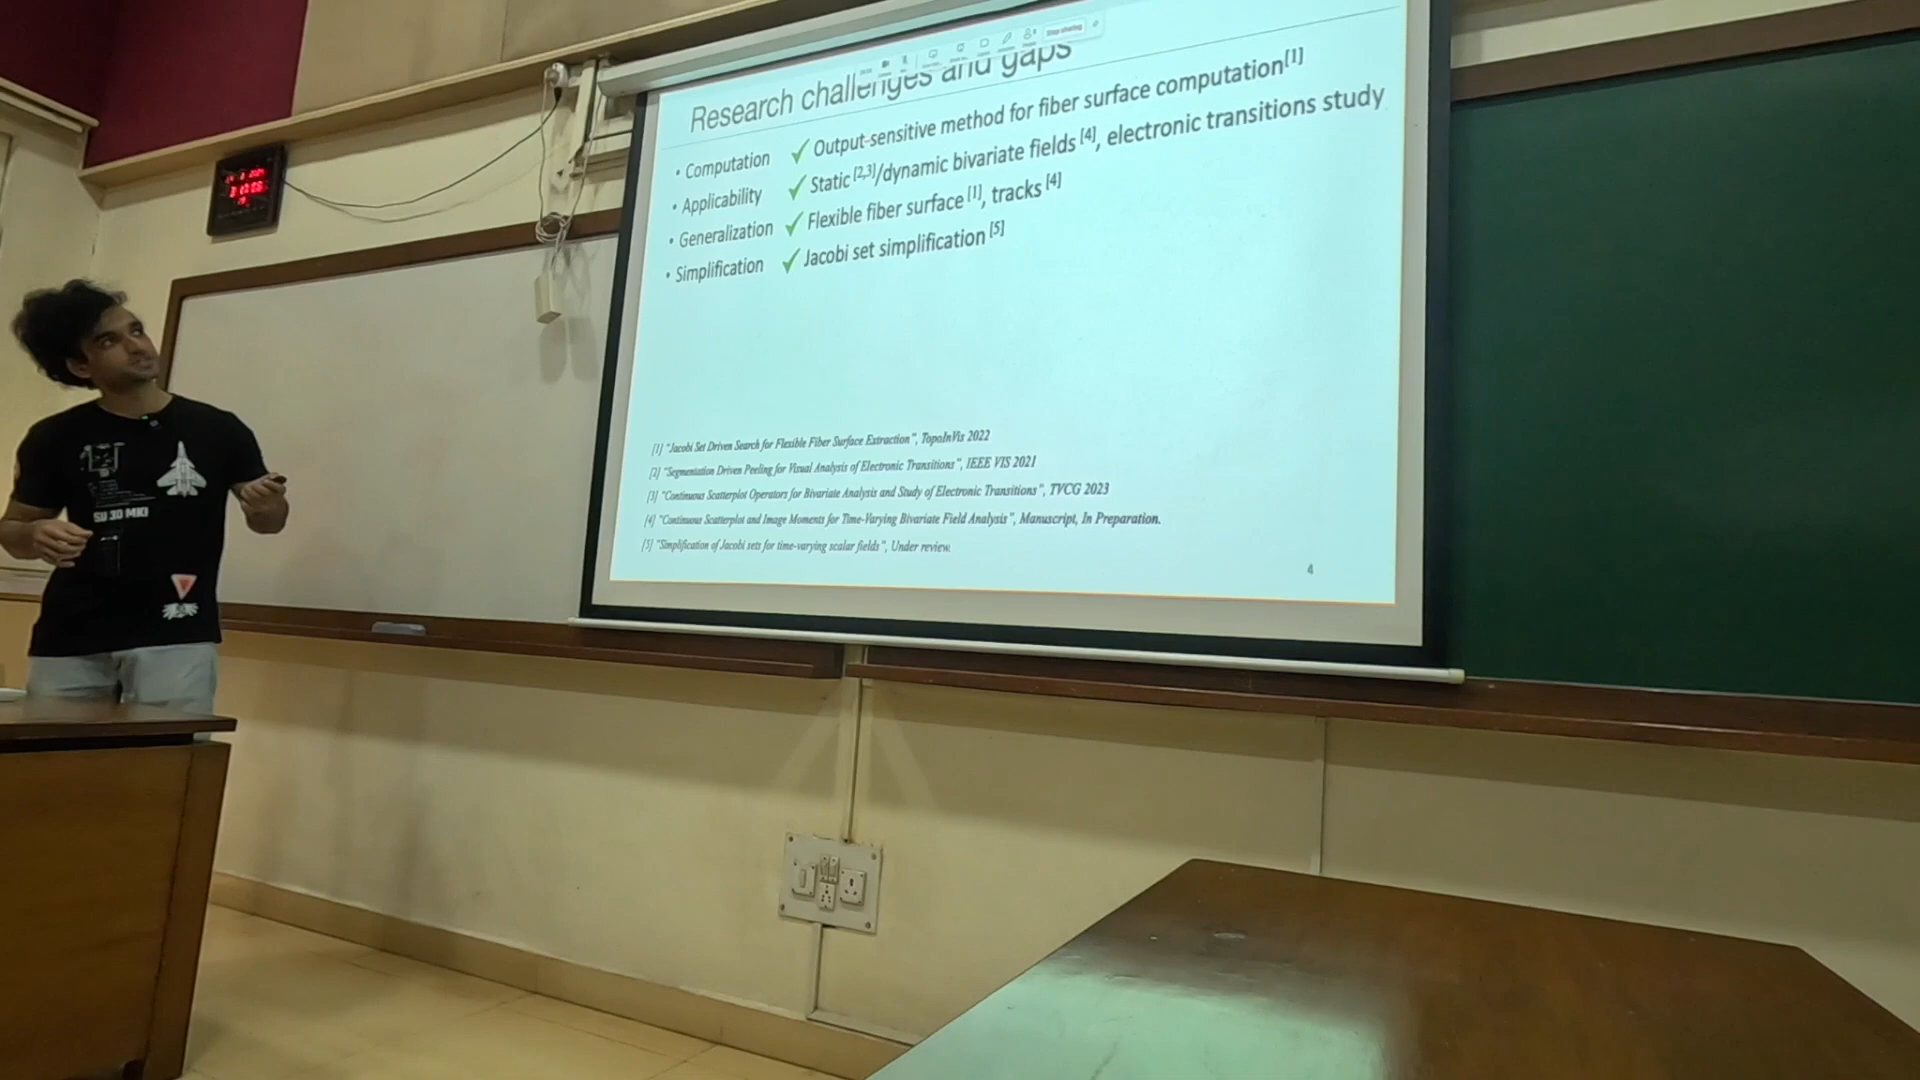 Stop sharing
Research challenges and gaps
• Computation ✓ Output-sensitive method for fiber surface computation[1]
• Applicability ✓ Static [2,3]/dynamic bivariate fields [4], electronic transitions study
• Generalization ✓ Flexible fiber surface [1], tracks [4]
• Simplification ✓ Jacobi set simplification [5]
[1] "Jacobi Set Driven Search for Flexible Fiber Surface Extraction", TopoInVis 2022
[2] "Segmentation Driven Peeling for Visual Analysis of Electronic Transitions", IEEE VIS 2021
[3] "Continuous Scatterplot Operators for Bivariate Analysis and Study of Electronic Transitions", TVCG 2023
[4] "Continuous Scatterplot and Image Moments for Time-Varying Bivariate Field Analysis", Manuscript, In Preparation.
[5] "Simplification of Jacobi sets for time-varying scalar fields", Under review.
4
SU 30 MKI